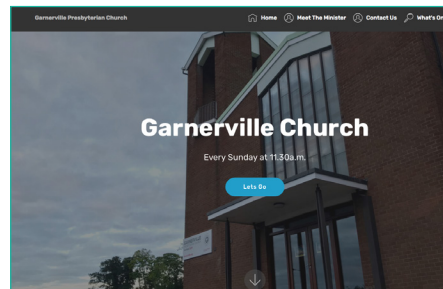 Garnerville Presbyterian Church
Home
Meet The Minister
Contact Us
What's On
Garnerville Church
Every Sunday at 11.30a.m.
Lets Go